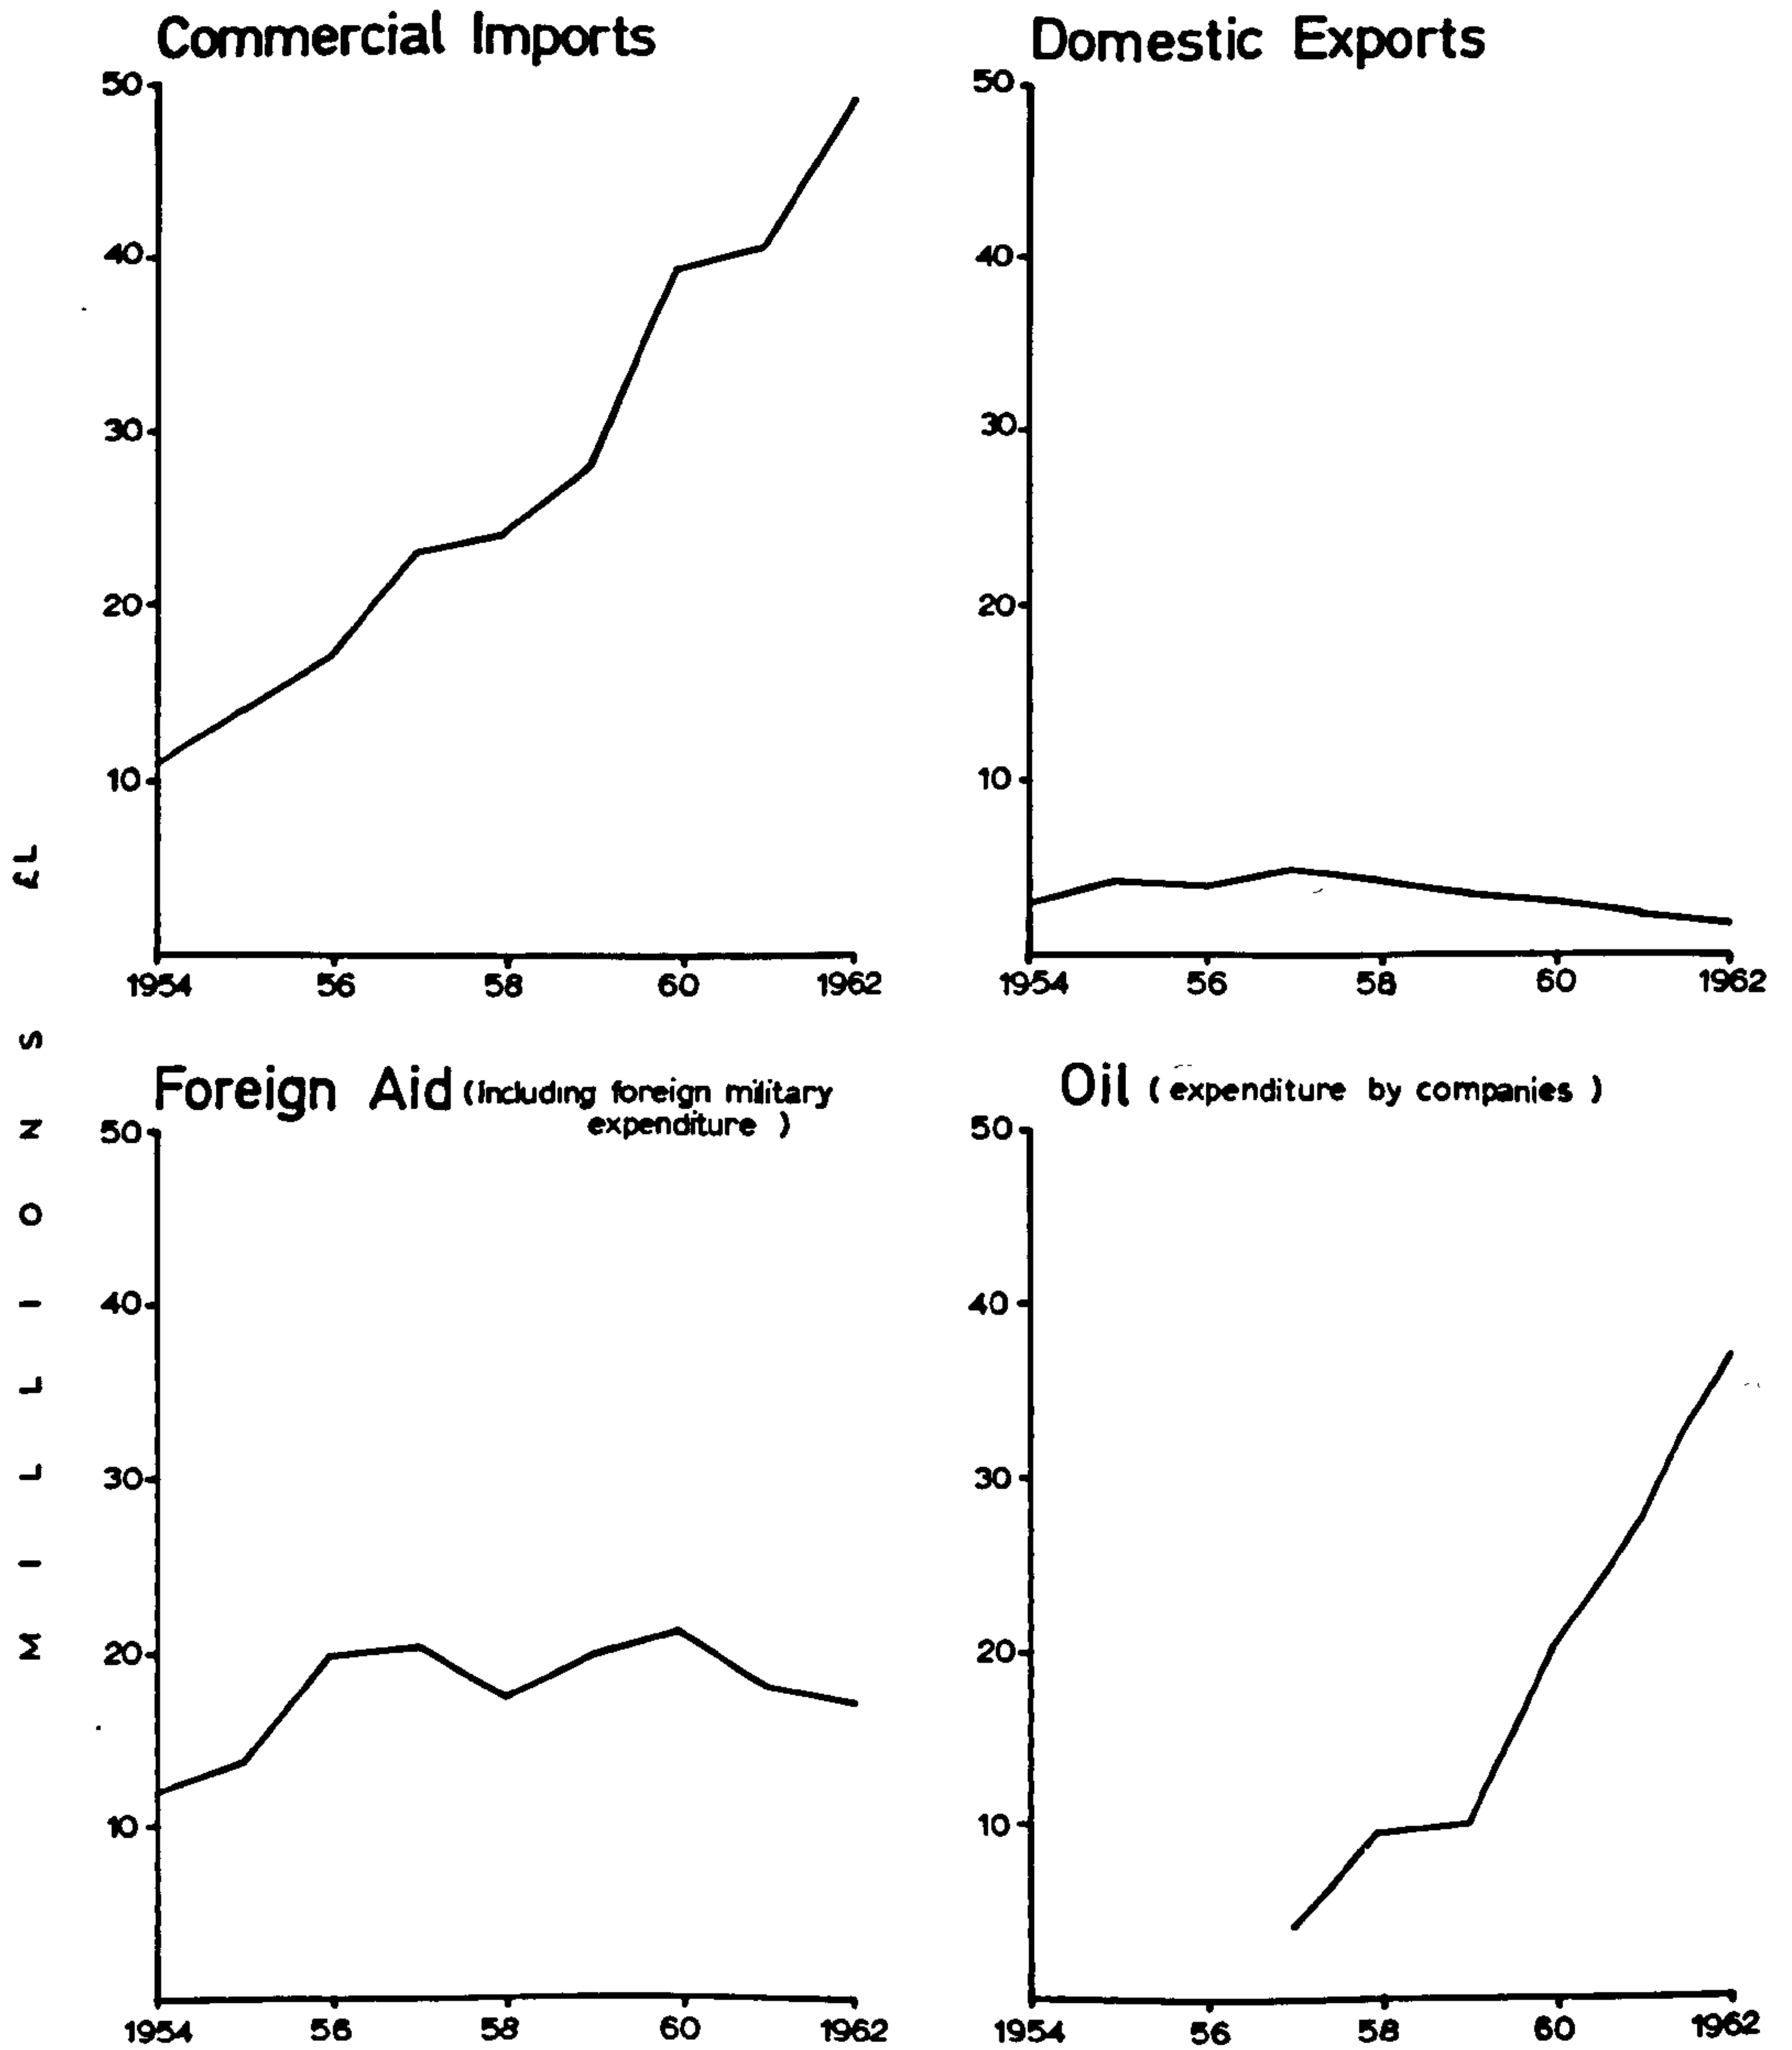 Commercial Imports
50
40
30
20
10
1954 56 58 60 1962
Domestic Exports
50
40
30
20
10
1954 56 58 60 1962
Foreign Aid (including foreign military
expenditure )
50
40
30
20
10
1954 56 58 60 1962
Oil ( expenditure by companies )
50
40
30
20
10
1954 56 58 60 1962
MILLIONS £L